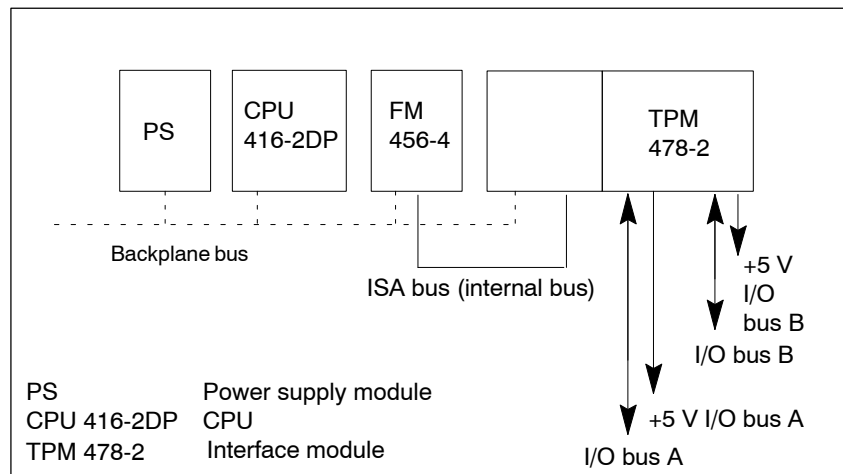 PS
CPU
416-2DP
FM
456-4
TPM
478-2
Backplane bus
ISA bus (internal bus)
+5 V
I/O
bus B
I/O bus B
PS Power supply module
CPU 416-2DP CPU
TPM 478-2 Interface module
+5 V I/O bus A
I/O bus A